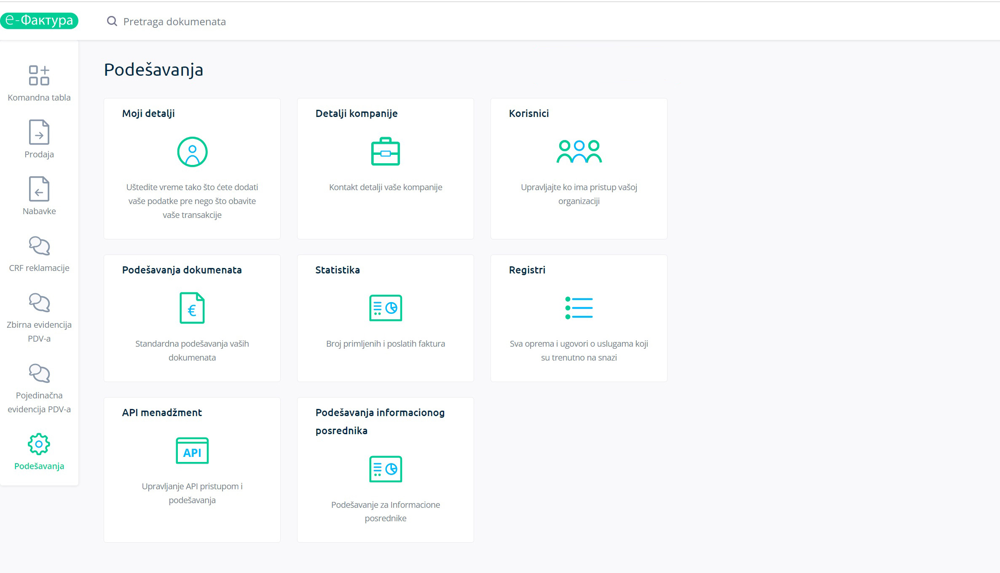 e-Фактура
Pretraga dokumenata
Komandna tabla
Prodaja
Nabavke
CRF reklamacije
Zbirna evidencija
PDV-a
Pojedinačna
evidencija PDV-a
Podešavanja
Podešavanja
Moji detalji
Uštedite vreme tako što ćete dodati
vaše podatke pre nego što obavite
vaše transakcije
Detalji kompanije
Kontakt detalji vaše kompanije
Korisnici
Upravljajte ko ima pristup vašoj
organizaciji
Podešavanja dokumenata
€
Standardna podešavanja vaših
dokumenata
Statistika
Broj primljenih i poslatih faktura
Registri
Sva oprema i ugovori o uslugama koji
su trenutno na snazi
API menadžment
API
Upravljanje API pristupom i
podešavanja
Podešavanja informacionog
posrednika
Podešavanje za Informacione
posrednike